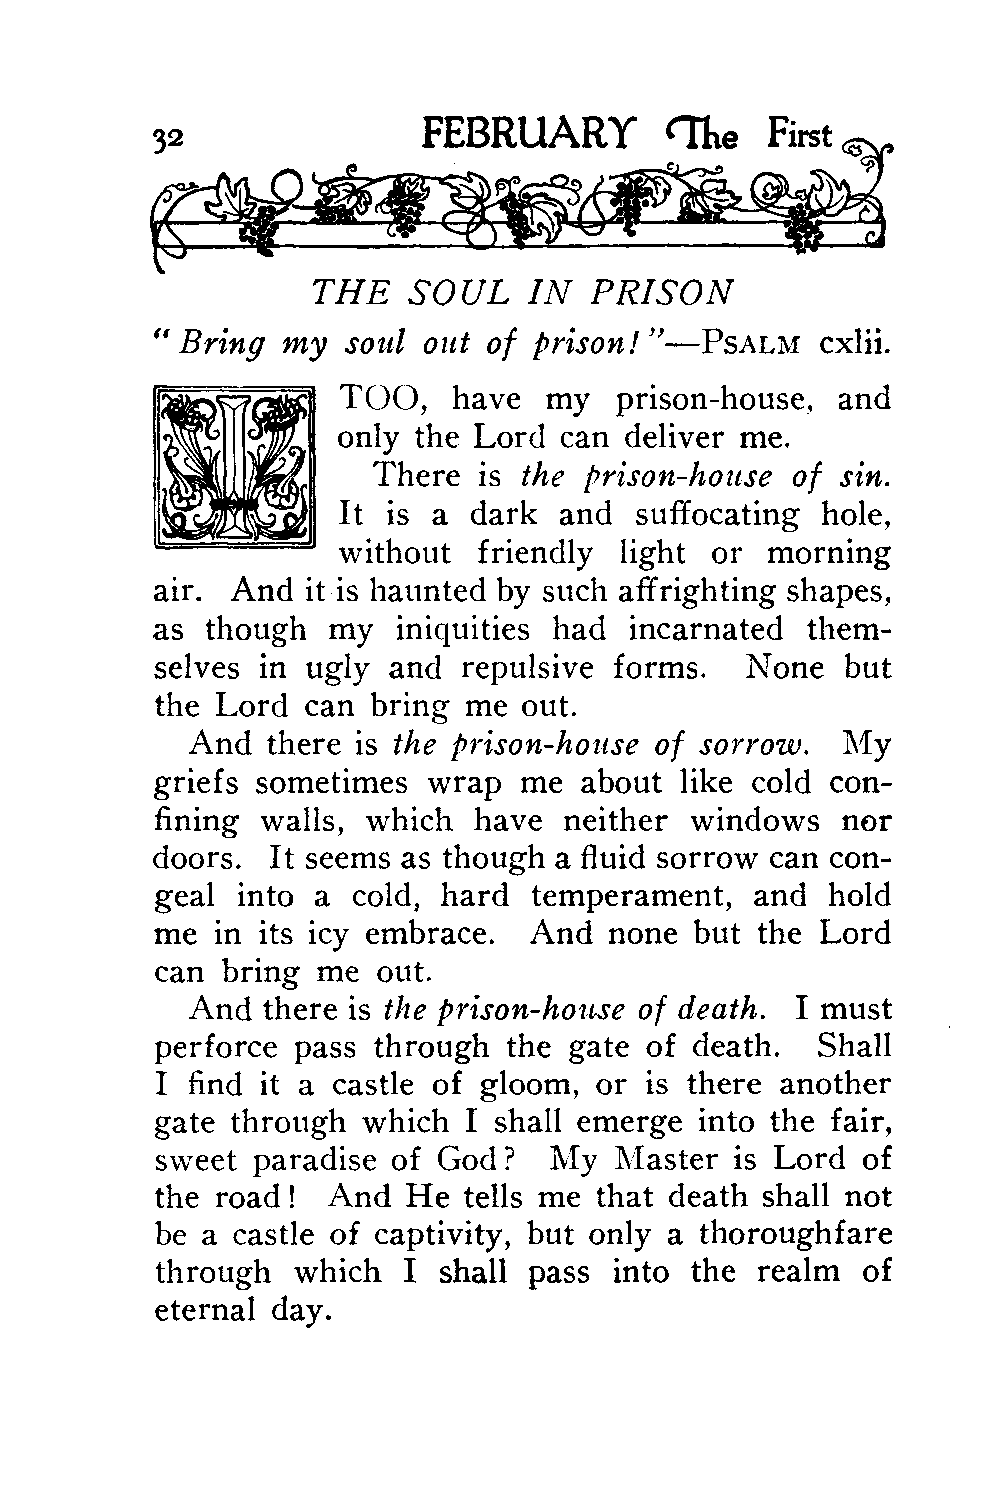 32 FEBRUARY The First
THE SOUL IN PRISON
“ Bring my soul out of prison! ”—PSALM cxlii.
I TOO, have my prison-house, and
only the Lord can deliver me.
There is the prison-house of sin.
It is a dark and suffocating hole,
without friendly light or morning
air. And it is haunted by such affrighting shapes,
as though my iniquities had incarnated them-
selves in ugly and repulsive forms. None but
the Lord can bring me out.
And there is the prison-house of sorrow. My
griefs sometimes wrap me about like cold con-
fining walls, which have neither windows nor
doors. It seems as though a fluid sorrow can con-
geal into a cold, hard temperament, and hold
me in its icy embrace. And none but the Lord
can bring me out.
And there is the prison-house of death. I must
perforce pass through the gate of death. Shall
I find it a castle of gloom, or is there another
gate through which I shall emerge into the fair,
sweet paradise of God? My Master is Lord of
the road! And He tells me that death shall not
be a castle of captivity, but only a thoroughfare
through which I shall pass into the realm of
eternal day.